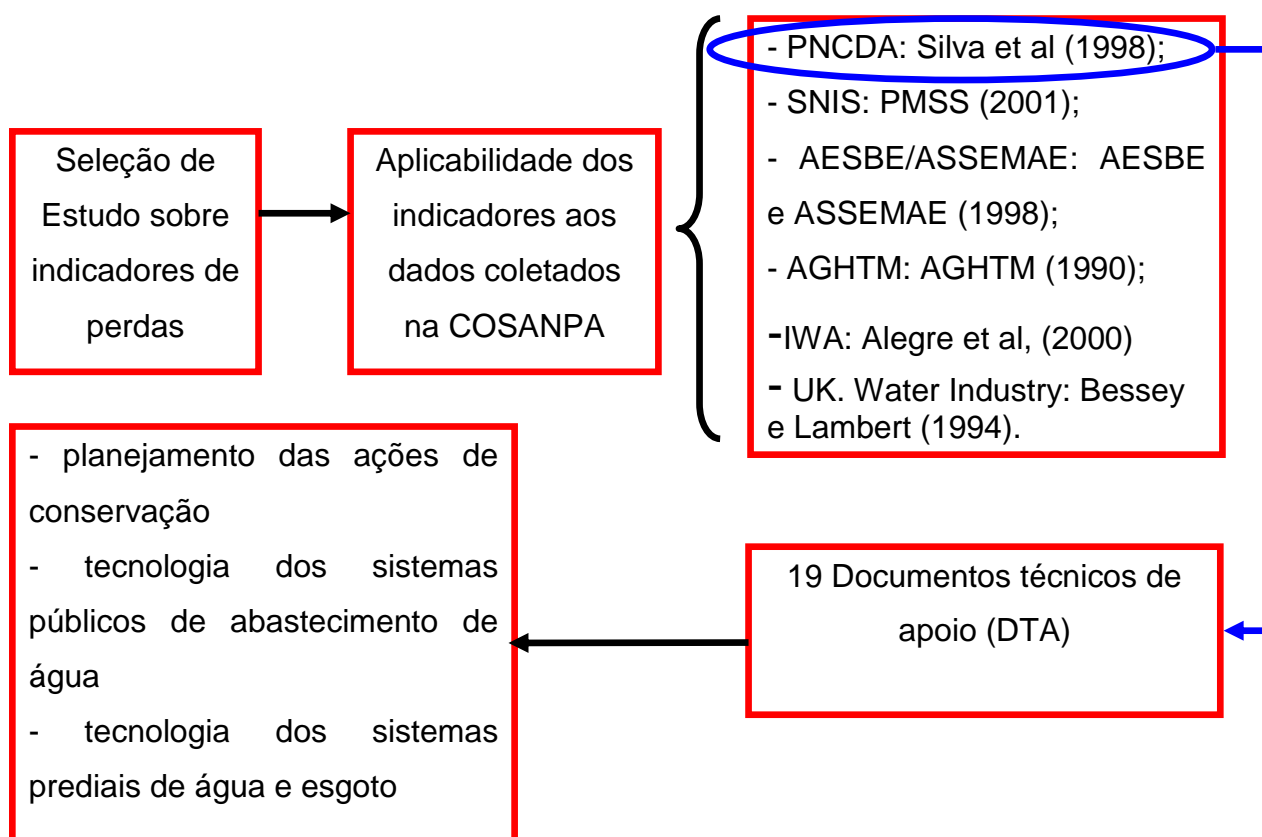 Seleção de
Estudo sobre
indicadores de
perdas
Aplicabilidade dos
indicadores aos
dados coletados
na COSANPA
- PNCDA: Silva et al (1998);
- SNIS: PMSS (2001);
- AESBE/ASSEMAE: AESBE
e ASSEMAE (1998);
- AGHTM: AGHTM (1990);
-IWA: Alegre et al, (2000)
- UK. Water Industry: Bessey
e Lambert (1994).
19 Documentos técnicos de
apoio (DTA)
- planejamento das ações de
conservação
- tecnologia dos sistemas
públicos de abastecimento de
água
- tecnologia dos sistemas
prediais de água e esgoto